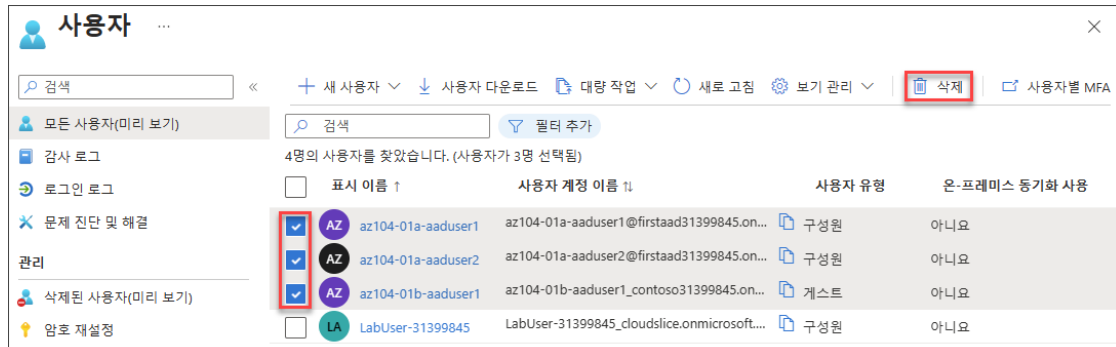 사용자 ...
검색
새 사용자 사용자 다운로드 대량 작업 새로 고침 보기 관리 삭제 사용자별 MFA
모든 사용자(미리 보기)
감사 로그
로그인 로그
문제 진단 및 해결
관리
삭제된 사용자(미리 보기)
암호 재설정
검색 필터 추가
4명의 사용자를 찾았습니다. (사용자가 3명 선택됨)
표시 이름 ↑ 사용자 계정 이름 ↑↓ 사용자 유형 온-프레미스 동기화 사용
AZ az104-01a-aaduser1 az104-01a-aaduser1@firstaad31399845.on... 구성원 아니요
AZ az104-01a-aaduser2 az104-01a-aaduser2@firstaad31399845.on... 구성원 아니요
AZ az104-01b-aaduser1 az104-01b-aaduser1_contoso31399845.on... 게스트 아니요
LA LabUser-31399845 LabUser-31399845_cloudslice.onmicrosoft.... 구성원 아니요